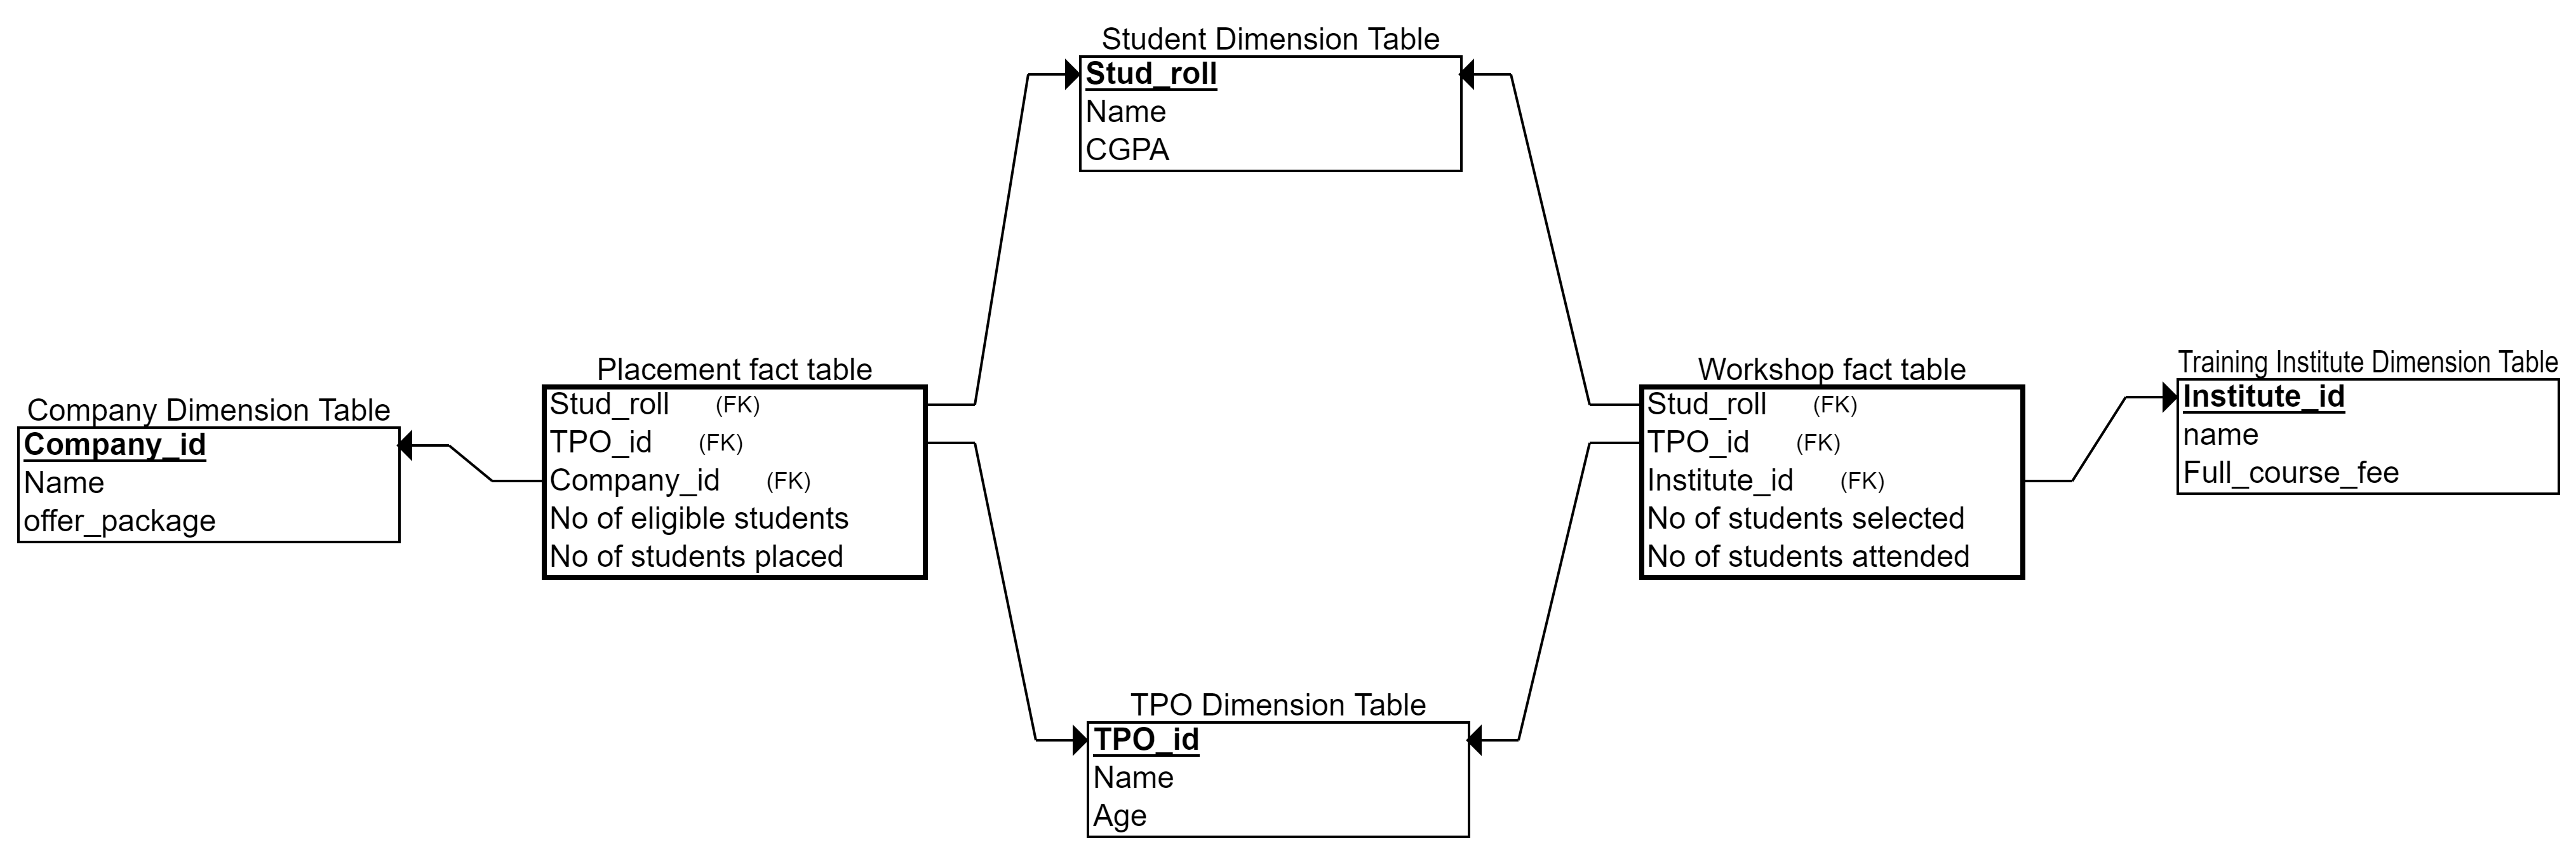 Student Dimension Table
Stud_roll
Name
CGPA
Company Dimension Table
Company_id
Name
offer_package
Placement fact table
Stud_roll (FK)
TPO_id (FK)
Company_id (FK)
No of eligible students
No of students placed
Workshop fact table
Stud_roll (FK)
TPO_id (FK)
Institute_id (FK)
No of students selected
No of students attended
Training Institute Dimension Table
Institute_id
name
Full_course_fee
TPO Dimension Table
TPO_id
Name
Age